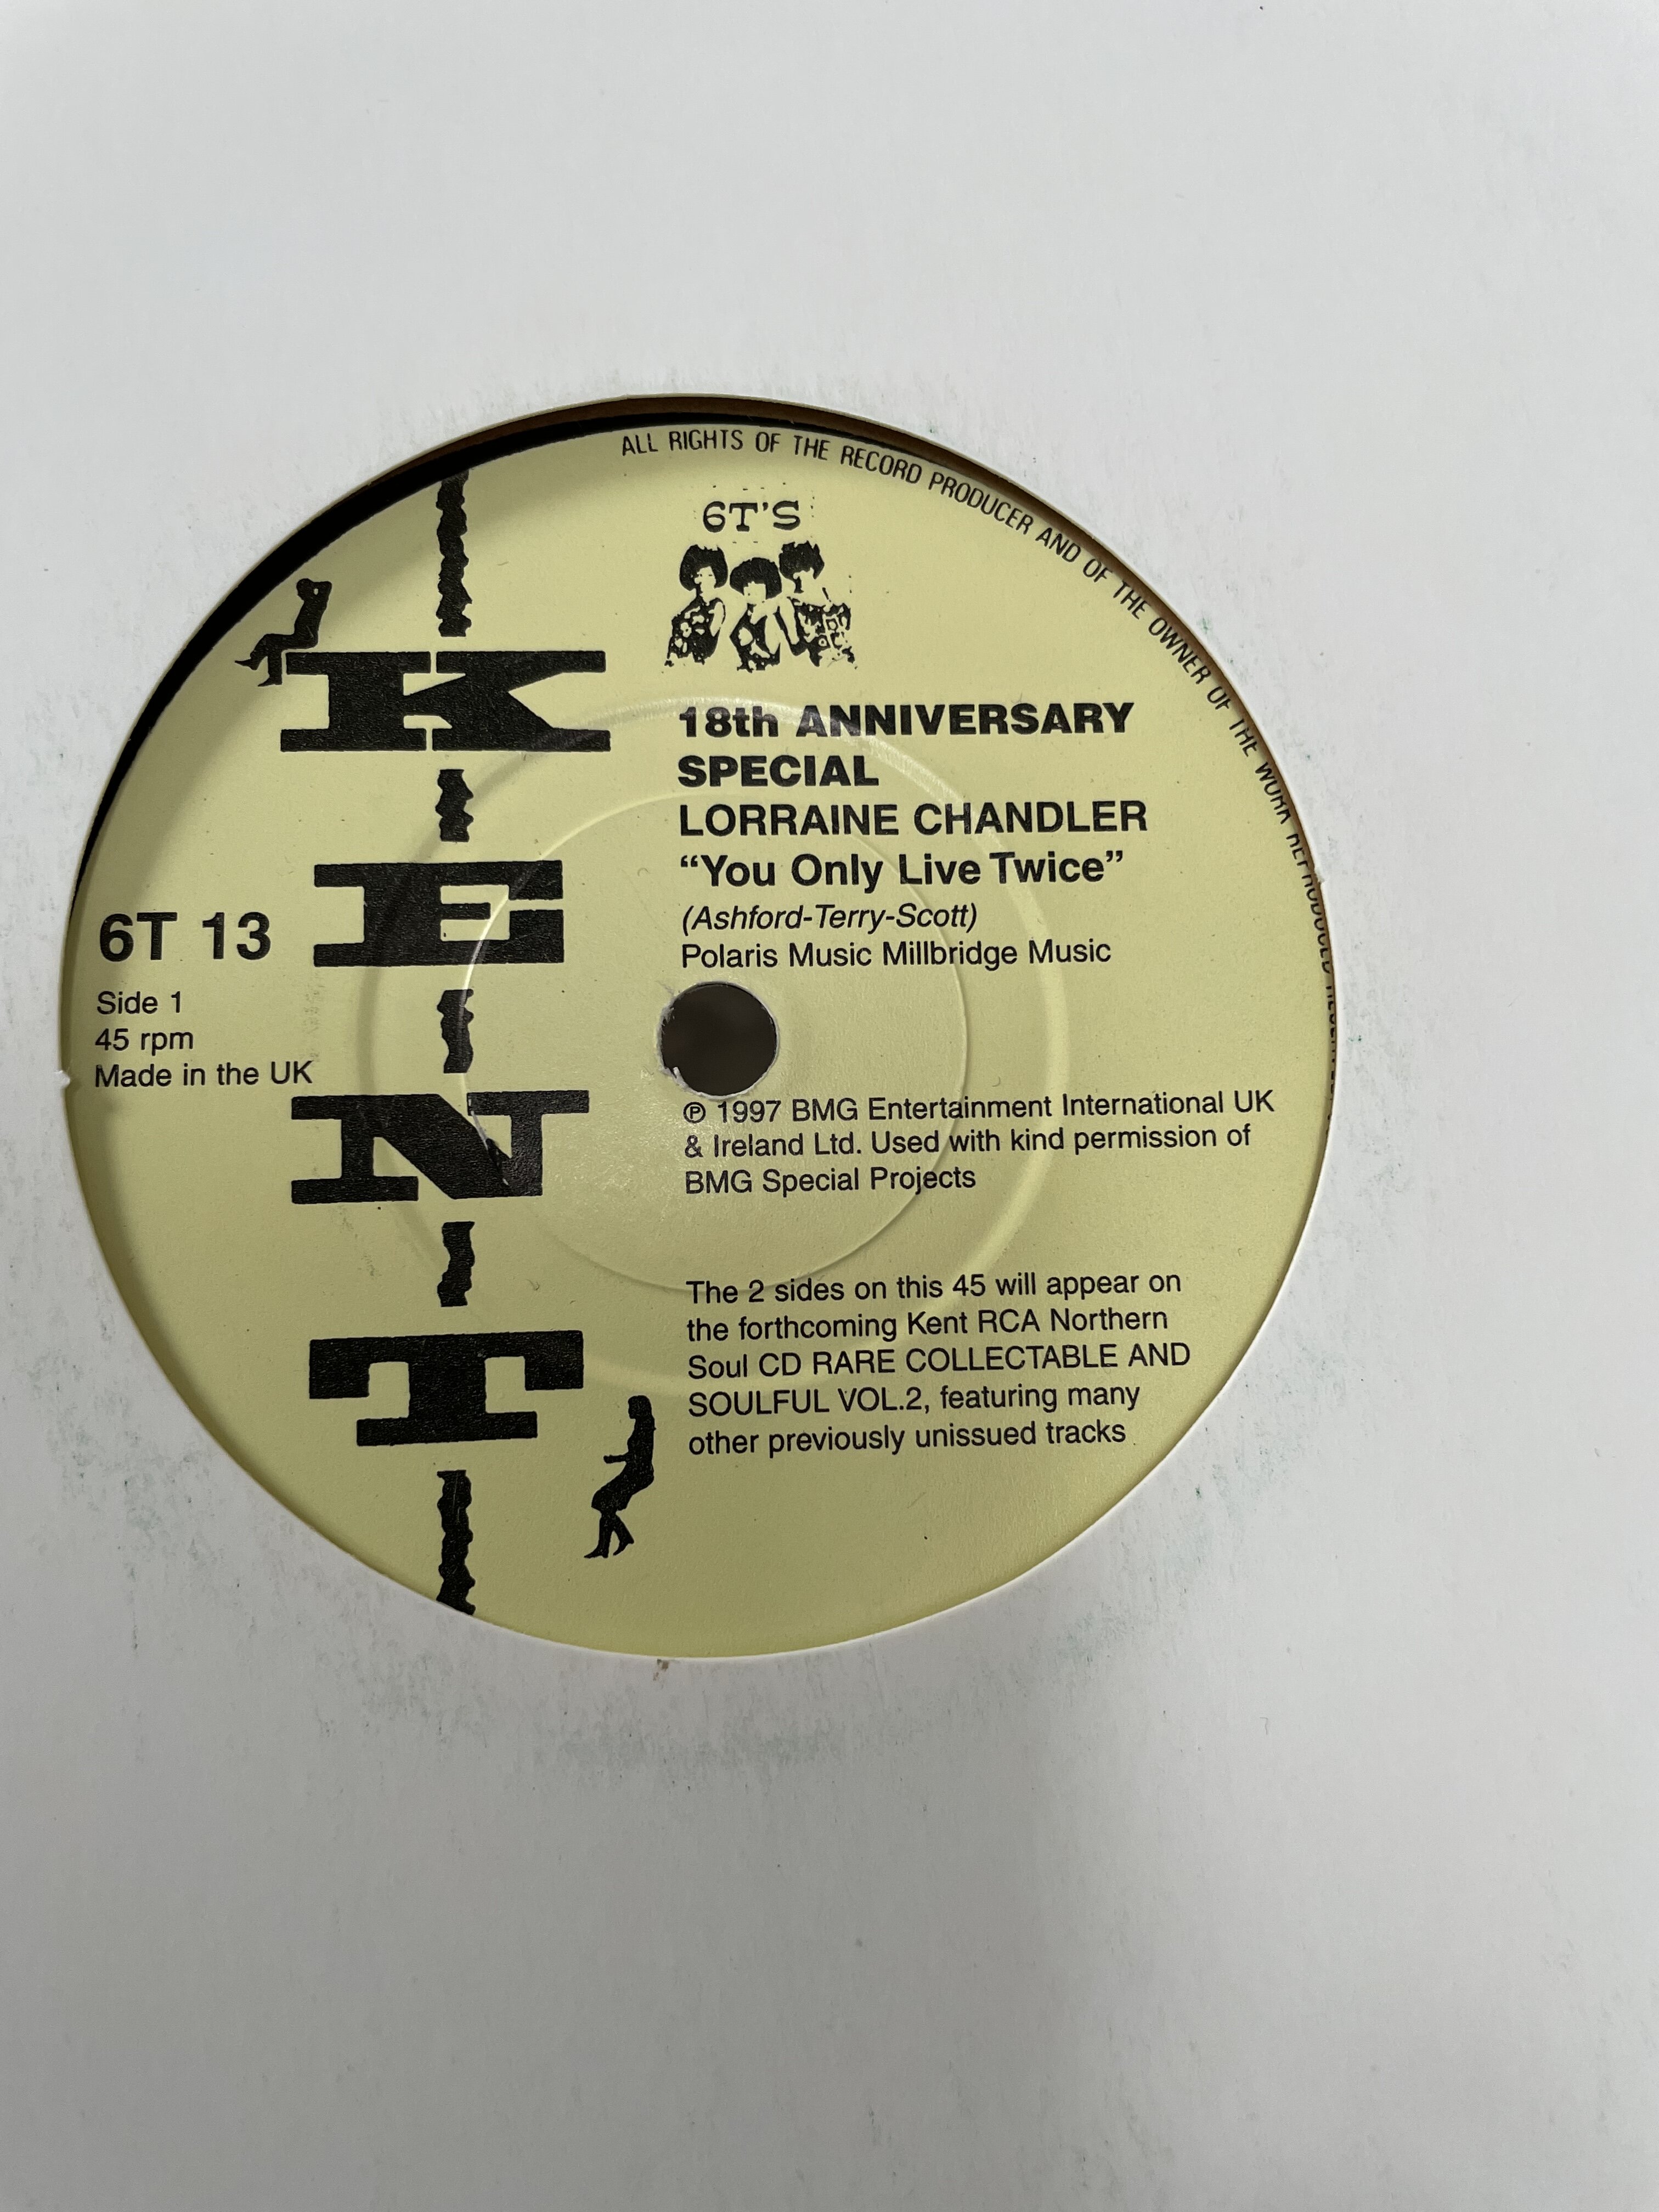 ALL RIGHTS OF THE RECORD PRODUCER AND OF THE OWNER OF THE WORK REPRODUCED
6T'S
KENT
18th ANNIVERSARY
SPECIAL
LORRAINE CHANDLER
“You Only Live Twice”
(Ashford-Terry-Scott)
Polaris Music Millbridge Music
6T 13
Side 1
45 rpm
Made in the UK
℗ 1997 BMG Entertainment International UK
& Ireland Ltd. Used with kind permission of
BMG Special Projects
The 2 sides on this 45 will appear on
the forthcoming Kent RCA Northern
Soul CD RARE COLLECTABLE AND
SOULFUL VOL.2, featuring many
other previously unissued tracks